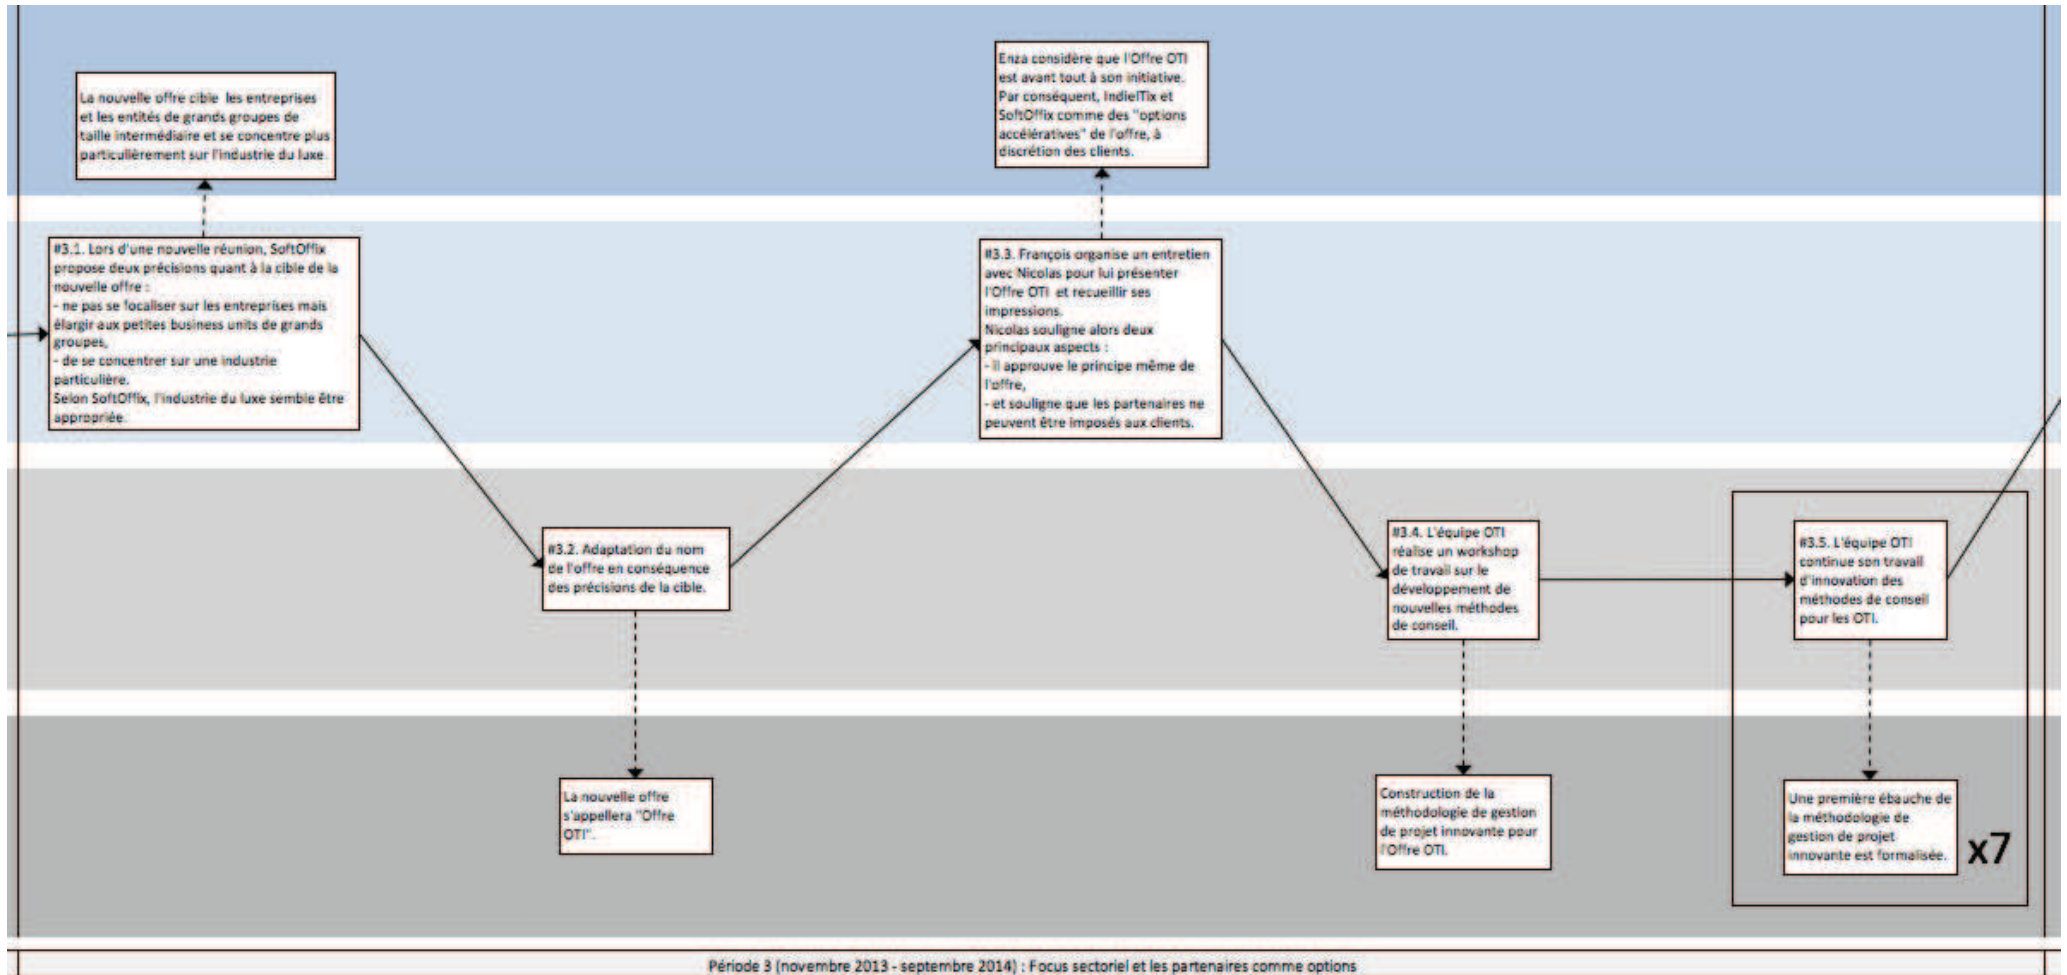 La nouvelle offre cible les entreprises
et les entités de grands groupes de
taille intermédiaire et se concentre plus
particulièrement sur l'industrie du luxe.
Enza considère que l'Offre OTI
est avant tout à son initiative.
Par conséquent, IndielTix et
SoftOffix comme des "options
accélératives" de l'offre, à
discrétion des clients.
#3.1. Lors d'une nouvelle réunion, SoftOffix
propose deux précisions quant à la cible de la
nouvelle offre :
- ne pas se focaliser sur les entreprises mais
élargir aux petites business units de grands
groupes,
- de se concentrer sur une industrie
particulière.
Selon SoftOffix, l'industrie du luxe semble être
appropriée.
#3.3. François organise un entretien
avec Nicolas pour lui présenter
l'Offre OTI et recueillir ses
impressions.
Nicolas souligne alors deux
principaux aspects :
- il approuve le principe même de
l'offre,
- et souligne que les partenaires ne
peuvent être imposés aux clients.
#3.2. Adaptation du nom
de l'offre en conséquence
des précisions de la cible.
#3.4. L'équipe OTI
réalise un workshop
de travail sur le
développement de
nouvelles méthodes
de conseil.
#3.5. L'équipe OTI
continue son travail
d'innovation des
méthodes de conseil
pour les OTI.
La nouvelle offre
s'appellera "Offre
OTI".
Construction de la
méthodologie de gestion
de projet innovante pour
l'Offre OTI.
Une première ébauche de
la méthodologie de
gestion de projet
innovante est formalisée.
x7
Période 3 (novembre 2013 - septembre 2014) : Focus sectoriel et les partenaires comme options